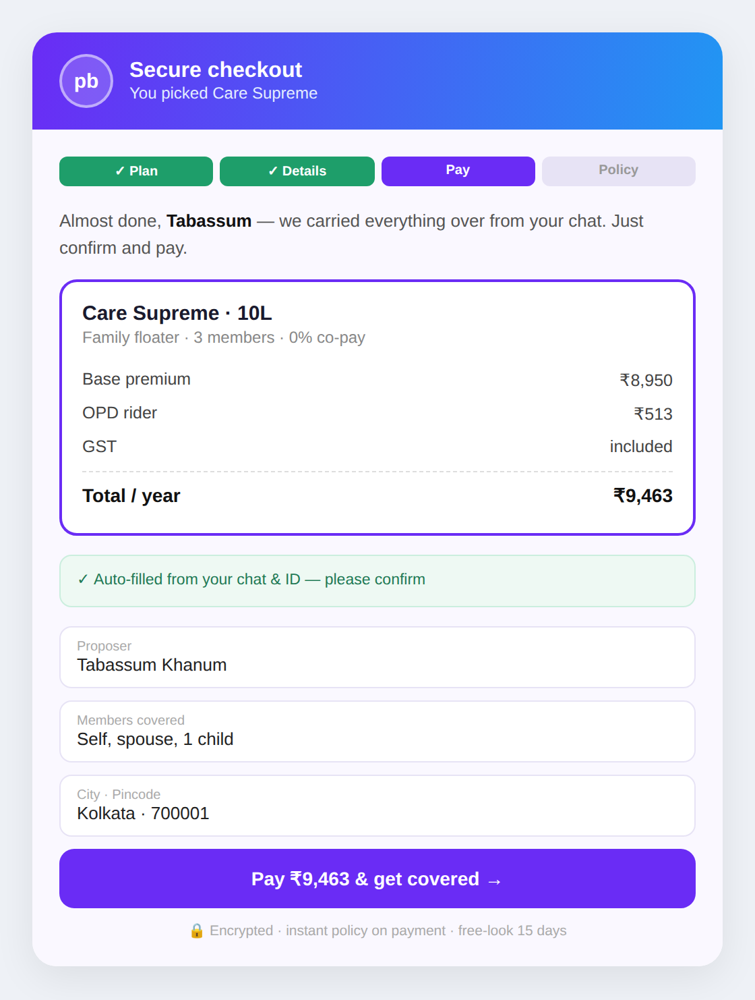 pb
Secure checkout
You picked Care Supreme
✓ Plan
✓ Details
Pay
Policy
Almost done, Tabassum — we carried everything over from your chat. Just
confirm and pay.
Care Supreme · 10L
Family floater · 3 members · 0% co-pay
Base premium ₹8,950
OPD rider ₹513
GST included
Total / year ₹9,463
✓ Auto-filled from your chat & ID — please confirm
Proposer
Tabassum Khanum
Members covered
Self, spouse, 1 child
City · Pincode
Kolkata · 700001
Pay ₹9,463 & get covered →
🔒 Encrypted · instant policy on payment · free-look 15 days